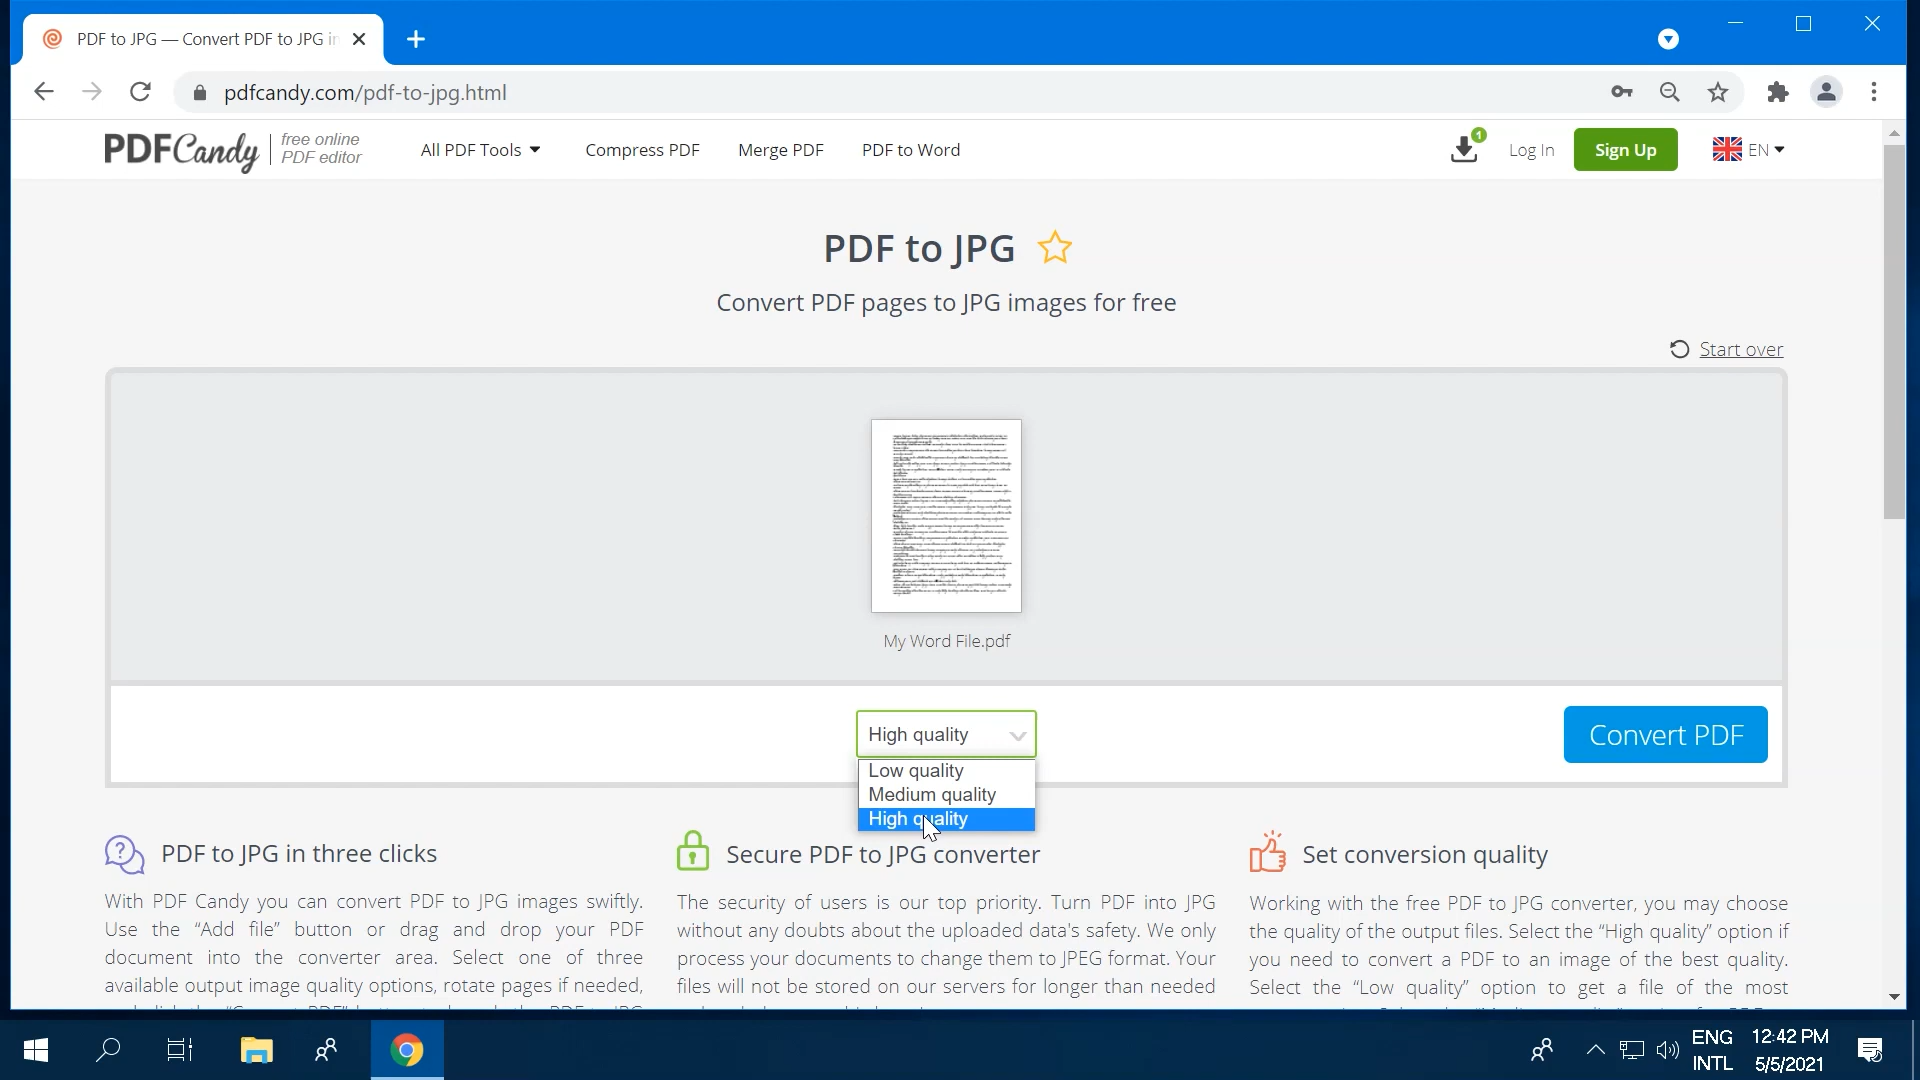 PDF to JPG — Convert PDF to JPG in
pdfcandy.com/pdf-to-jpg.html
PDFCandy
free online
PDF editor
All PDF Tools
Compress PDF
Merge PDF
PDF to Word
1
Log In
Sign Up
EN
PDF to JPG
Convert PDF pages to JPG images for free
Start over
My Word File.pdf
High quality
Convert PDF
Low quality
Medium quality
High quality
PDF to JPG in three clicks
With PDF Candy you can convert PDF to JPG images swiftly.
Use the “Add file” button or drag and drop your PDF
document into the converter area. Select one of three
available output image quality options, rotate pages if needed,
Secure PDF to JPG converter
The security of users is our top priority. Turn PDF into JPG
without any doubts about the uploaded data's safety. We only
process your documents to change them to JPEG format. Your
files will not be stored on our servers for longer than needed
Set conversion quality
Working with the free PDF to JPG converter, you may choose
the quality of the output files. Select the “High quality” option if
you need to convert a PDF to an image of the best quality.
Select the “Low quality” option to get a file of the most
ENG
INTL
12:42 PM
5/5/2021